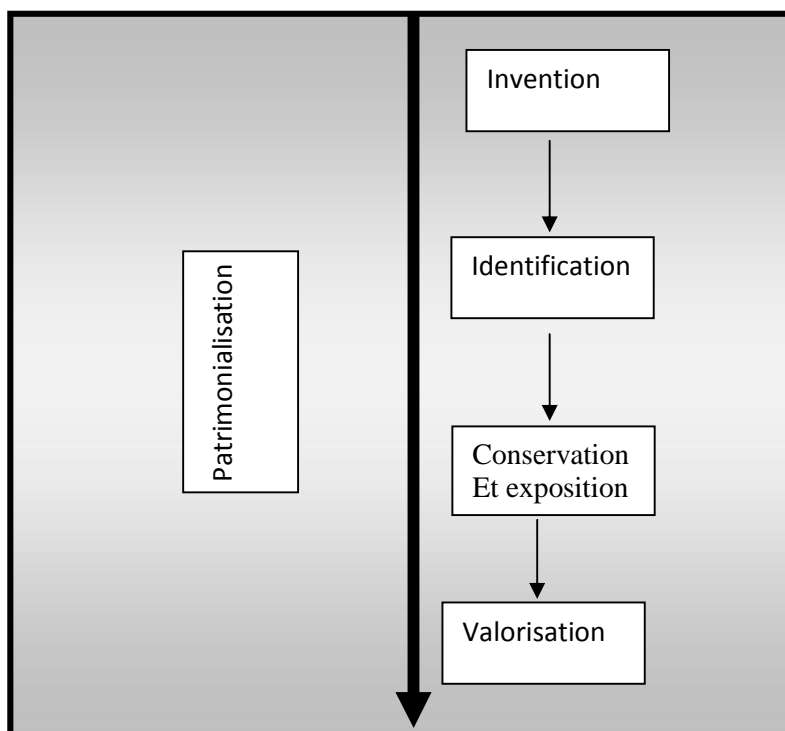 Patrimonialisation
Invention
Identification
Conservation
Et exposition
Valorisation